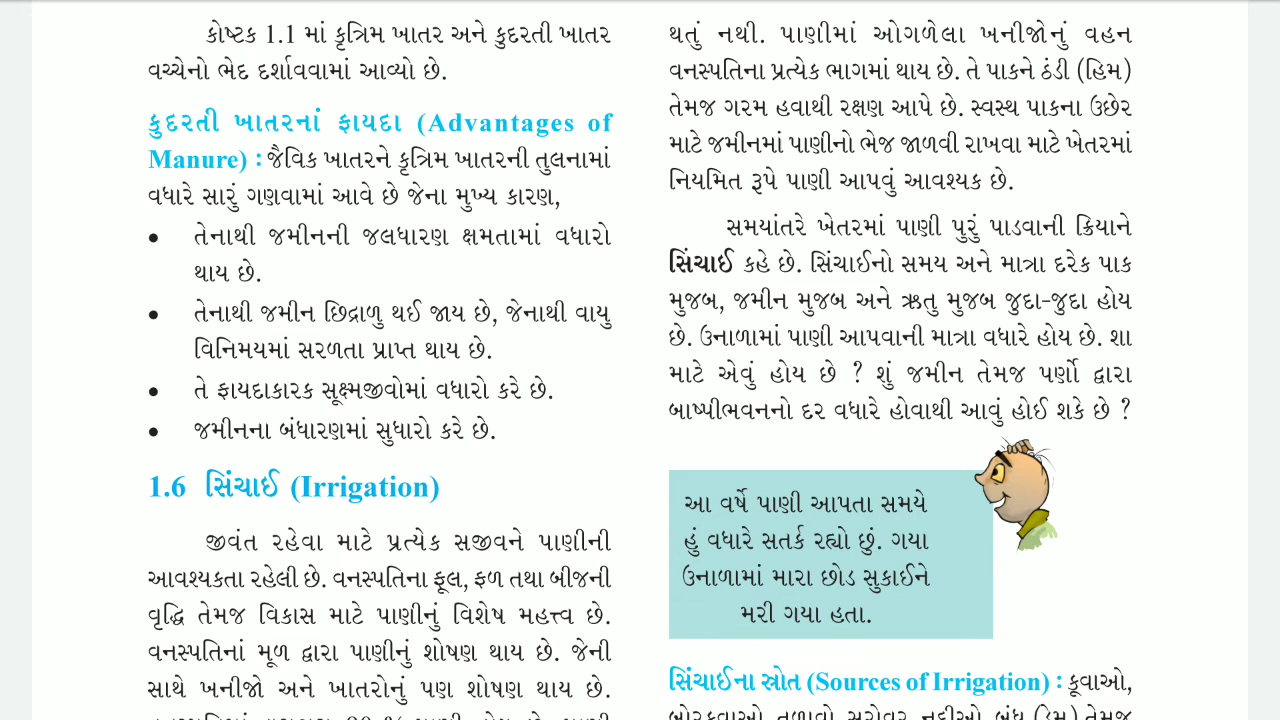 કોષ્ટક 1.1 માં કૃત્રિમ ખાતર અને કુદરતી ખાતર
વચ્ચેનો ભેદ દર્શાવવામાં આવ્યો છે.
કુદરતી ખાતરનાં ફાયદા (Advantages of
Manure) : જૈવિક ખાતરને કૃત્રિમ ખાતરની તુલનામાં
વધારે સારું ગણવામાં આવે છે જેના મુખ્ય કારણ,
• તેનાથી જમીનની જલધારણ ક્ષમતામાં વધારો
થાય છે.
• તેનાથી જમીન છિદ્રાળુ થઈ જાય છે, જેનાથી વાયુ
વિનિમયમાં સરળતા પ્રાપ્ત થાય છે.
• તે ફાયદાકારક સૂક્ષ્મજીવોમાં વધારો કરે છે.
• જમીનના બંધારણમાં સુધારો કરે છે.
1.6 સિંચાઈ (Irrigation)
જીવંત રહેવા માટે પ્રત્યેક સજીવને પાણીની
આવશ્યકતા રહેલી છે. વનસ્પતિના ફૂલ, ફળ તથા બીજની
વૃદ્ધિ તેમજ વિકાસ માટે પાણીનું વિશેષ મહત્ત્વ છે.
વનસ્પતિનાં મૂળ દ્વારા પાણીનું શોષણ થાય છે. જેની
સાથે ખનીજો અને ખાતરોનું પણ શોષણ થાય છે.
થતું નથી. પાણીમાં ઓગળેલા ખનીજોનું વહન
વનસ્પતિના પ્રત્યેક ભાગમાં થાય છે. તે પાકને ઠંડી (હિમ)
તેમજ ગરમ હવાથી રક્ષણ આપે છે. સ્વસ્થ પાકના ઉછેર
માટે જમીનમાં પાણીનો ભેજ જાળવી રાખવા માટે ખેતરમાં
નિયમિત રૂપે પાણી આપવું આવશ્યક છે.
સમયાંતરે ખેતરમાં પાણી પુરું પાડવાની ક્રિયાને
સિંચાઈ કહે છે. સિંચાઈનો સમય અને માત્રા દરેક પાક
મુજબ, જમીન મુજબ અને ઋતુ મુજબ જુદા-જુદા હોય
છે. ઉનાળામાં પાણી આપવાની માત્રા વધારે હોય છે. શા
માટે એવું હોય છે ? શું જમીન તેમજ પર્ણો દ્વારા
બાષ્પીભવનનો દર વધારે હોવાથી આવું હોઈ શકે છે ?
આ વર્ષે પાણી આપતા સમયે
હું વધારે સતર્ક રહ્યો છું. ગયા
ઉનાળામાં મારા છોડ સુકાઈને
મરી ગયા હતા.
સિંચાઈના સ્રોત (Sources of Irrigation) : કૂવાઓ,